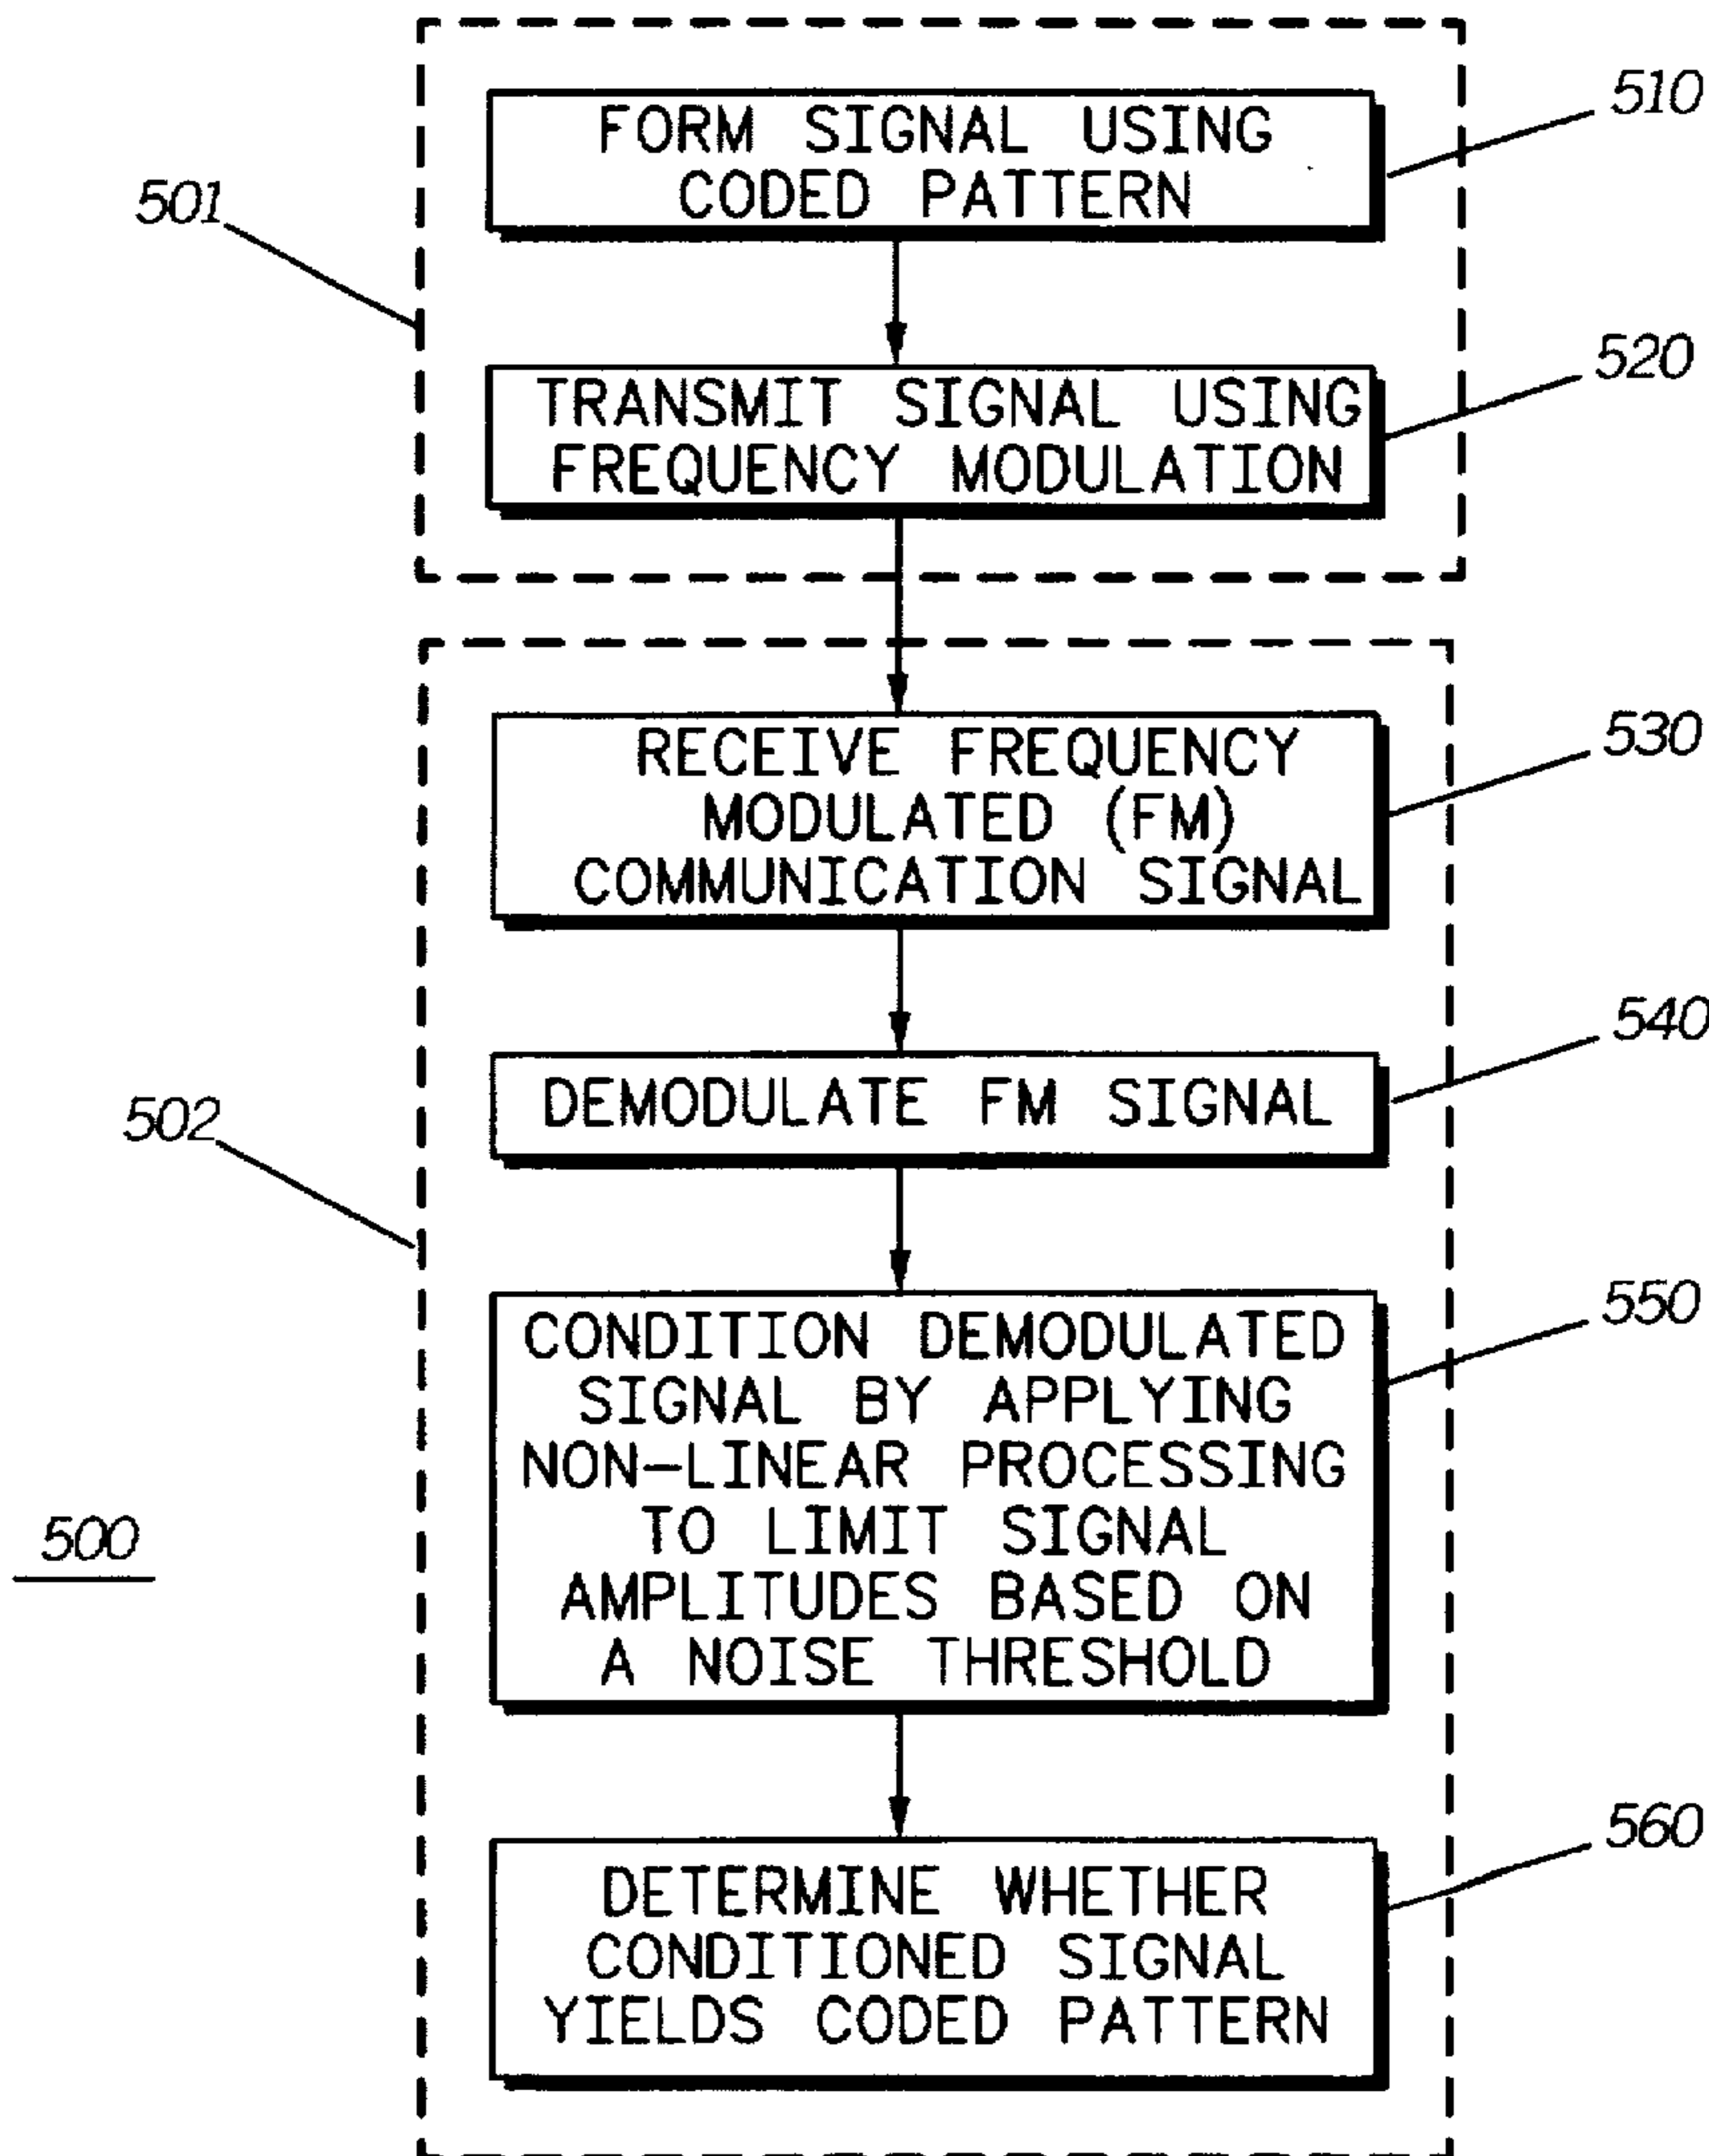 FORM SIGNAL USING
CODED PATTERN
510
501
TRANSMIT SIGNAL USING
FREQUENCY MODULATION
520
RECEIVE FREQUENCY
MODULATED (FM)
COMMUNICATION SIGNAL
530
DEMODULATE FM SIGNAL
540
502
CONDITION DEMODULATED
SIGNAL BY APPLYING
NON-LINEAR PROCESSING
TO LIMIT SIGNAL
AMPLITUDES BASED ON
A NOISE THRESHOLD
550
500
DETERMINE WHETHER
CONDITIONED SIGNAL
YIELDS CODED PATTERN
560